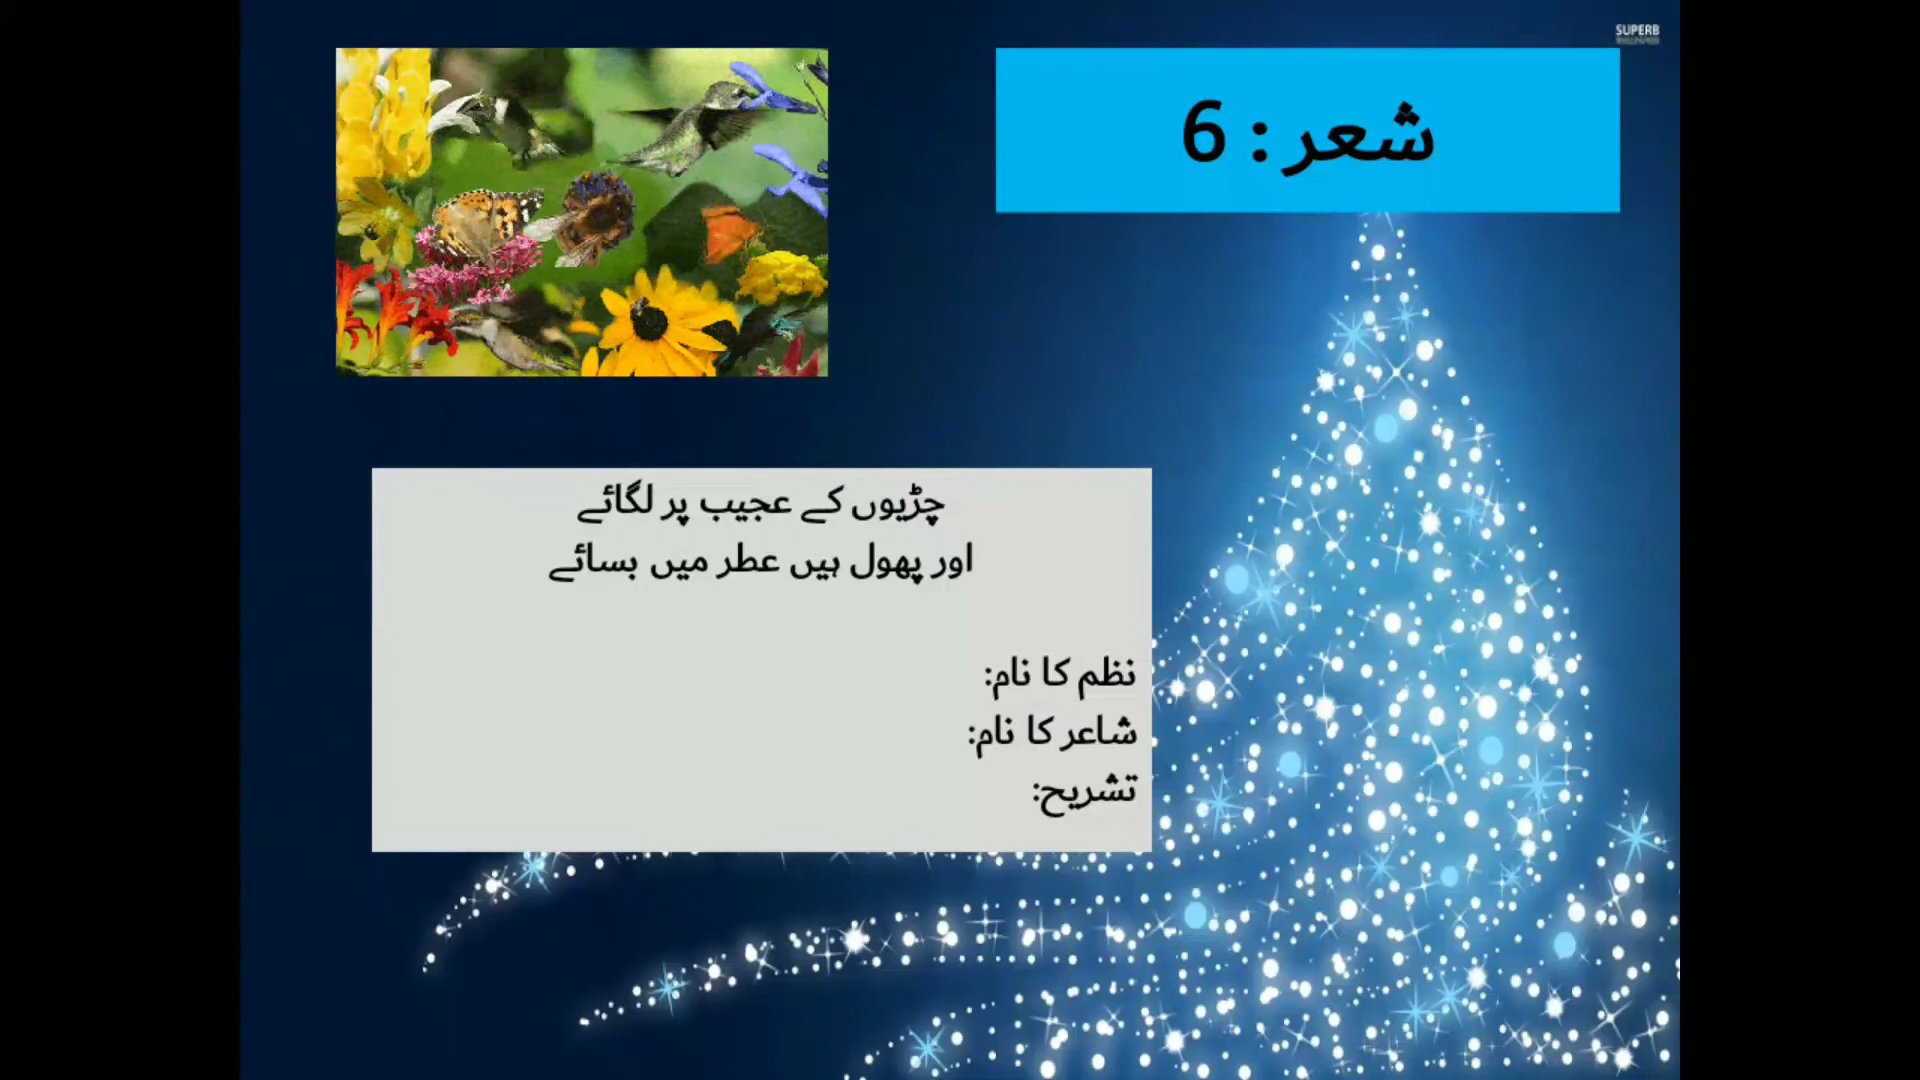 SUPERB
شعر : 6
چڑیوں کے عجیب پر لگائے
اور پھول ہیں عطر میں بسائے
نظم کا نام:
شاعر کا نام:
تشریح: